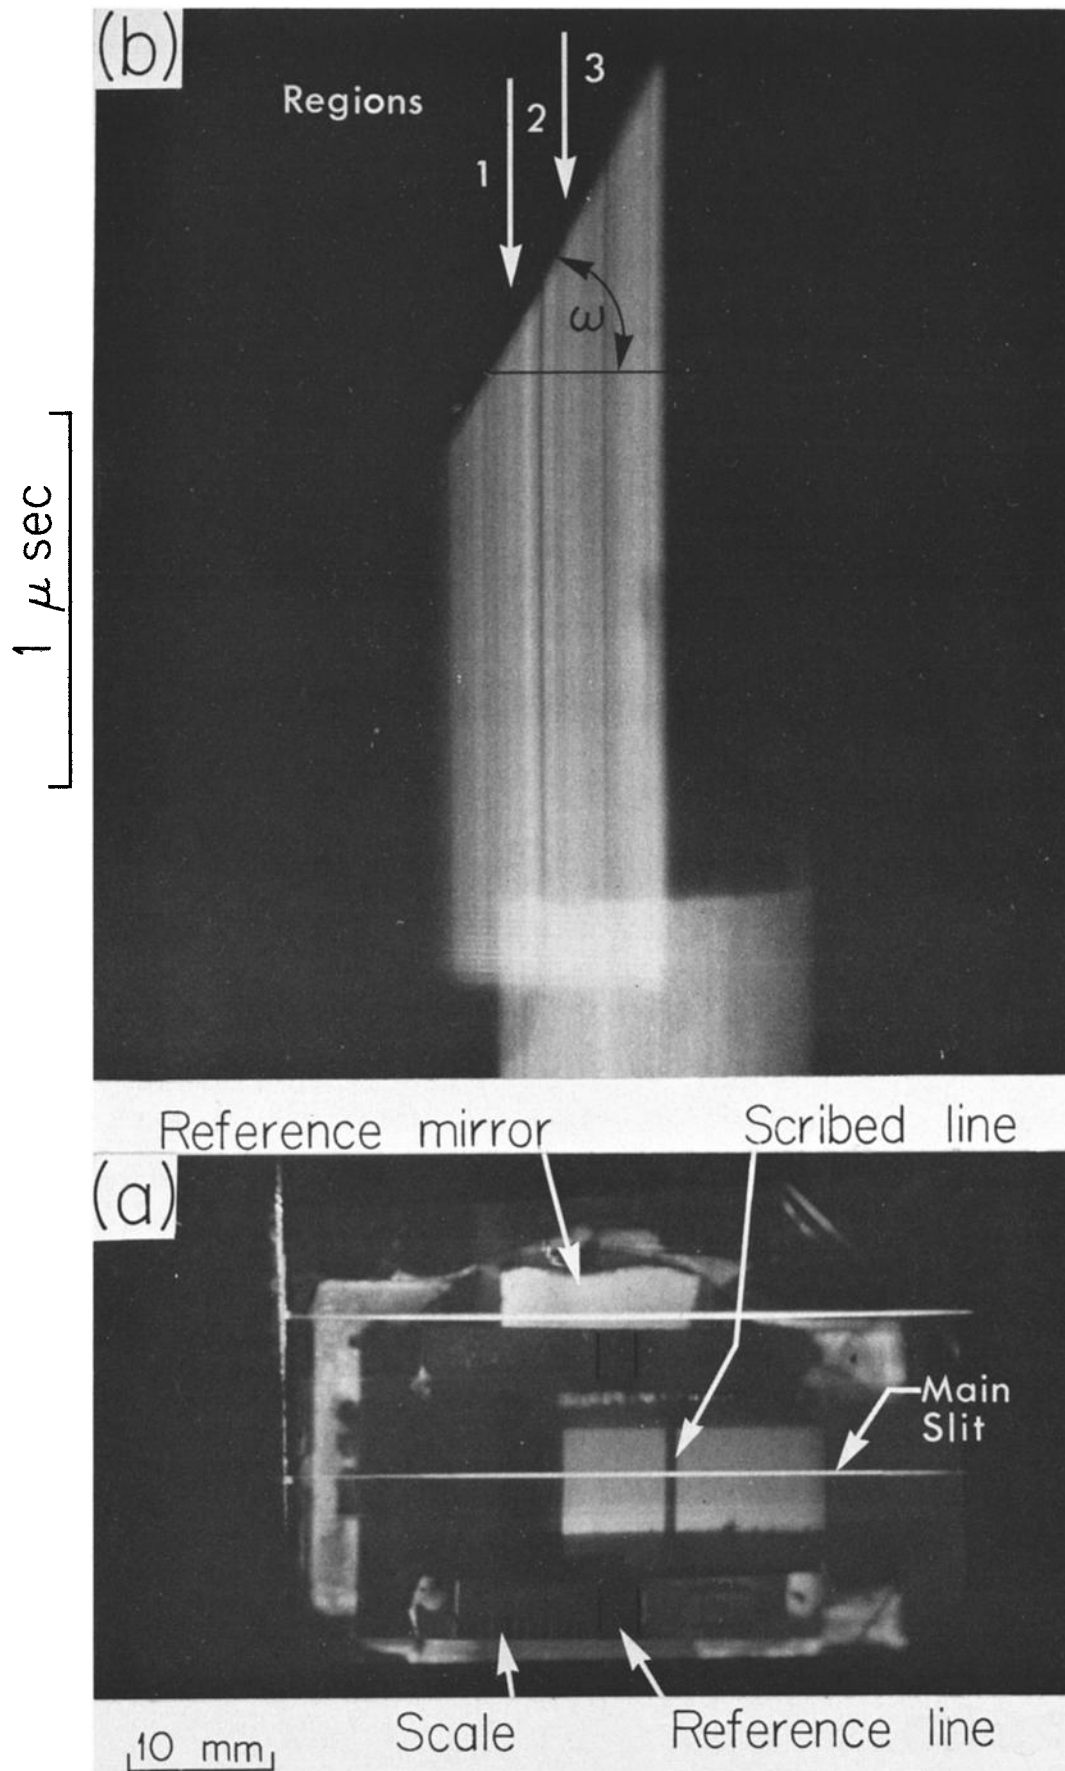 (b)
Regions
3
2
1
ω
1 μ sec
Reference mirror
Scribed line
(a)
Main
Slit
Scale
Reference line
10 mm